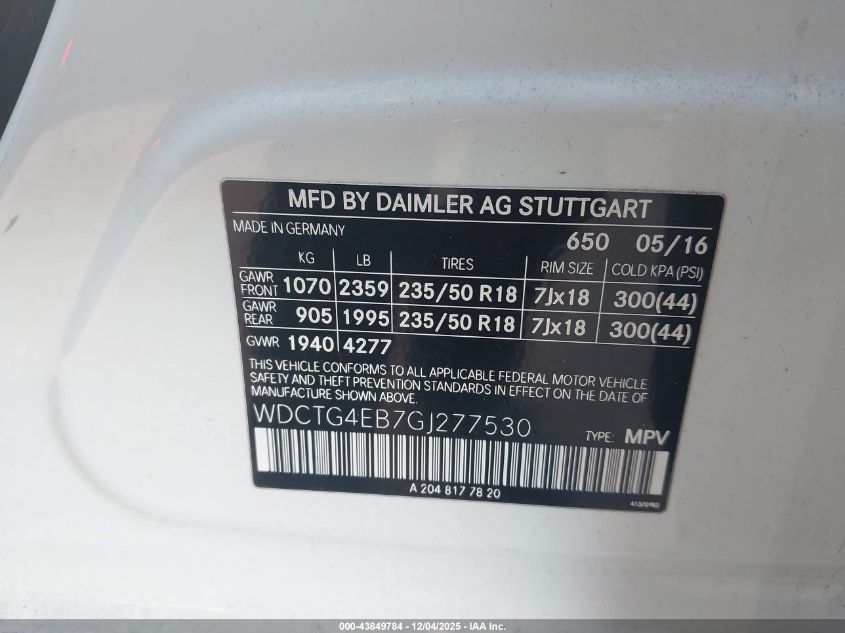 MFD BY DAIMLER AG STUTTGART
MADE IN GERMANY
650 05/16
KG LB TIRES RIM SIZE COLD KPA (PSI)
GAWR FRONT 1070 2359 235/50 R18 7Jx18 300(44)
GAWR REAR 905 1995 235/50 R18 7Jx18 300(44)
GVWR 1940 4277
THIS VEHICLE CONFORMS TO ALL APPLICABLE FEDERAL MOTOR VEHICLE
SAFETY AND THEFT PREVENTION STANDARDS IN EFFECT ON THE DATE OF
MANUFACTURE SHOWN ABOVE.
WDCTG4EB7GJ277530
TYPE: MPV
A 204 817 78 20
000-43849784 - 12/04/2025 - IAA Inc.